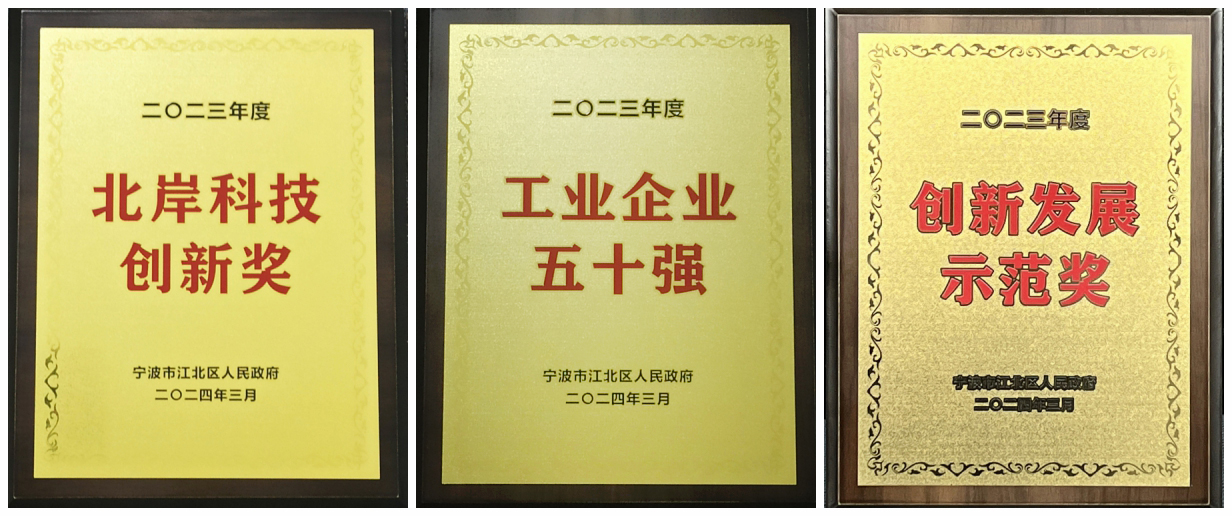 二〇二三年度
北岸科技
创新奖
宁波市江北区人民政府
二〇二四年三月
二〇二三年度
工业企业
五十强
宁波市江北区人民政府
二〇二四年三月
二〇二三年度
创新发展
示范奖
宁波市江北区人民政府
二〇二四年三月